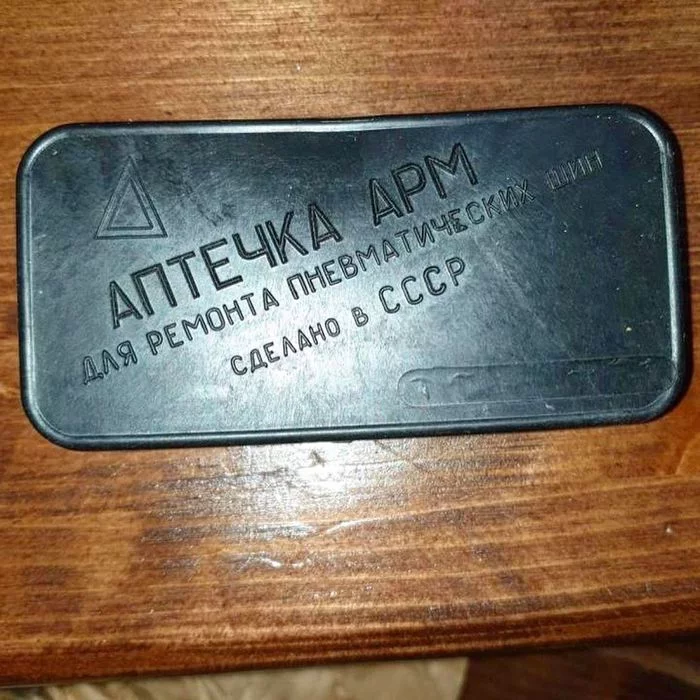 АПТЕЧКА АРМ
ДЛЯ РЕМОНТА ПНЕВМАТИЧЕСКИХ ШИН
СДЕЛАНО В СССР